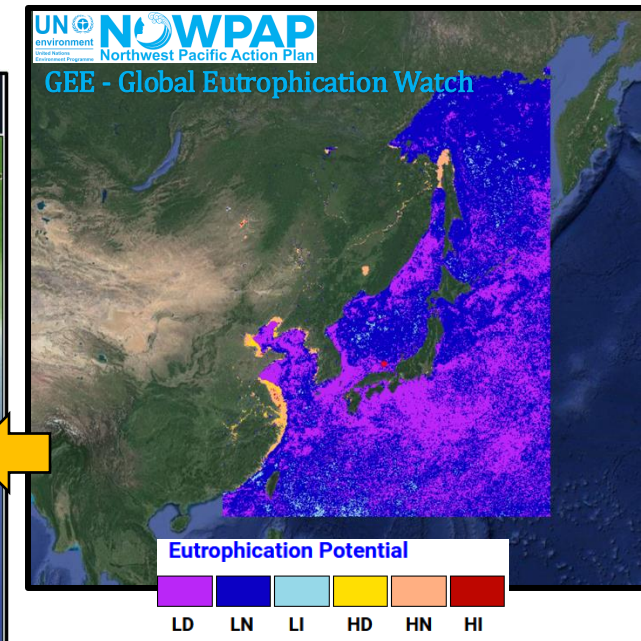 UN
environment
United Nations
Environment Programme
NOWPAP
Northwest Pacific Action Plan
GEE - Global Eutrophication Watch
Eutrophication Potential
LD LN LI HD HN HI